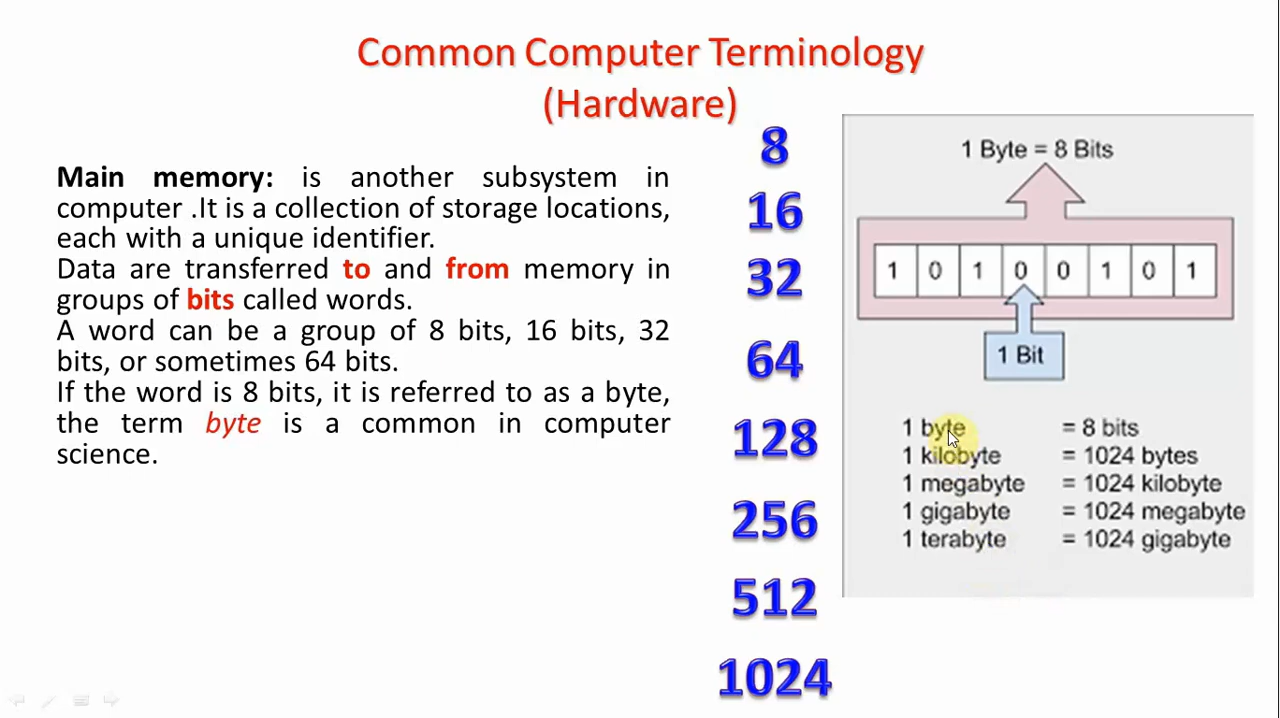 Common Computer Terminology
(Hardware)
Main memory: is another subsystem in
computer .It is a collection of storage locations,
each with a unique identifier.
Data are transferred to and from memory in
groups of bits called words.
A word can be a group of 8 bits, 16 bits, 32
bits, or sometimes 64 bits.
If the word is 8 bits, it is referred to as a byte,
the term byte is a common in computer
science.
8
16
32
64
128
256
512
1024
1 Byte = 8 Bits
1 0 1 0 0 1 0 1
1 Bit
1 byte = 8 bits
1 kilobyte = 1024 bytes
1 megabyte = 1024 kilobyte
1 gigabyte = 1024 megabyte
1 terabyte = 1024 gigabyte